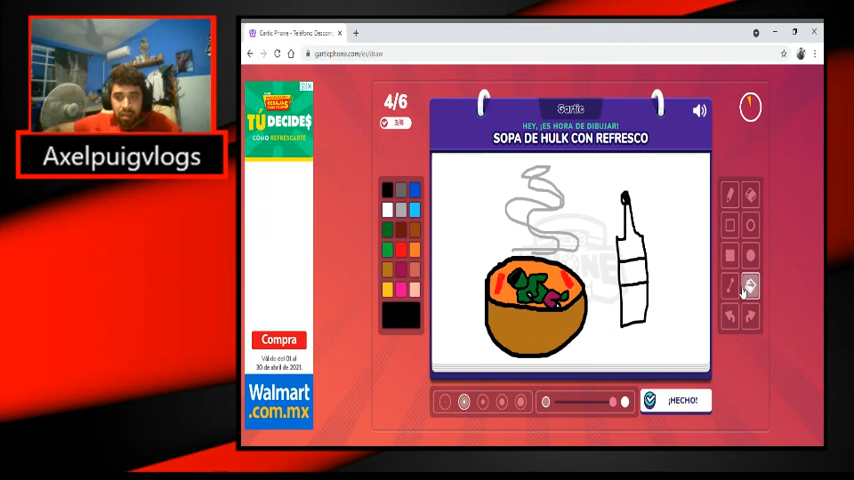 Gartic Phone - Teléfono Descom
garticphone.com/es/draw
Axelpuigvlogs
TÚ DECIDE$
CÓMO REFRESCARTE
Compra
Válido del 01 al
30 de abril de 2021.
Walmart
.com.mx
4/6
3/6
Gartic
HEY, ¡ES HORA DE DIBUJAR!
SOPA DE HULK CON REFRESCO
¡HECHO!